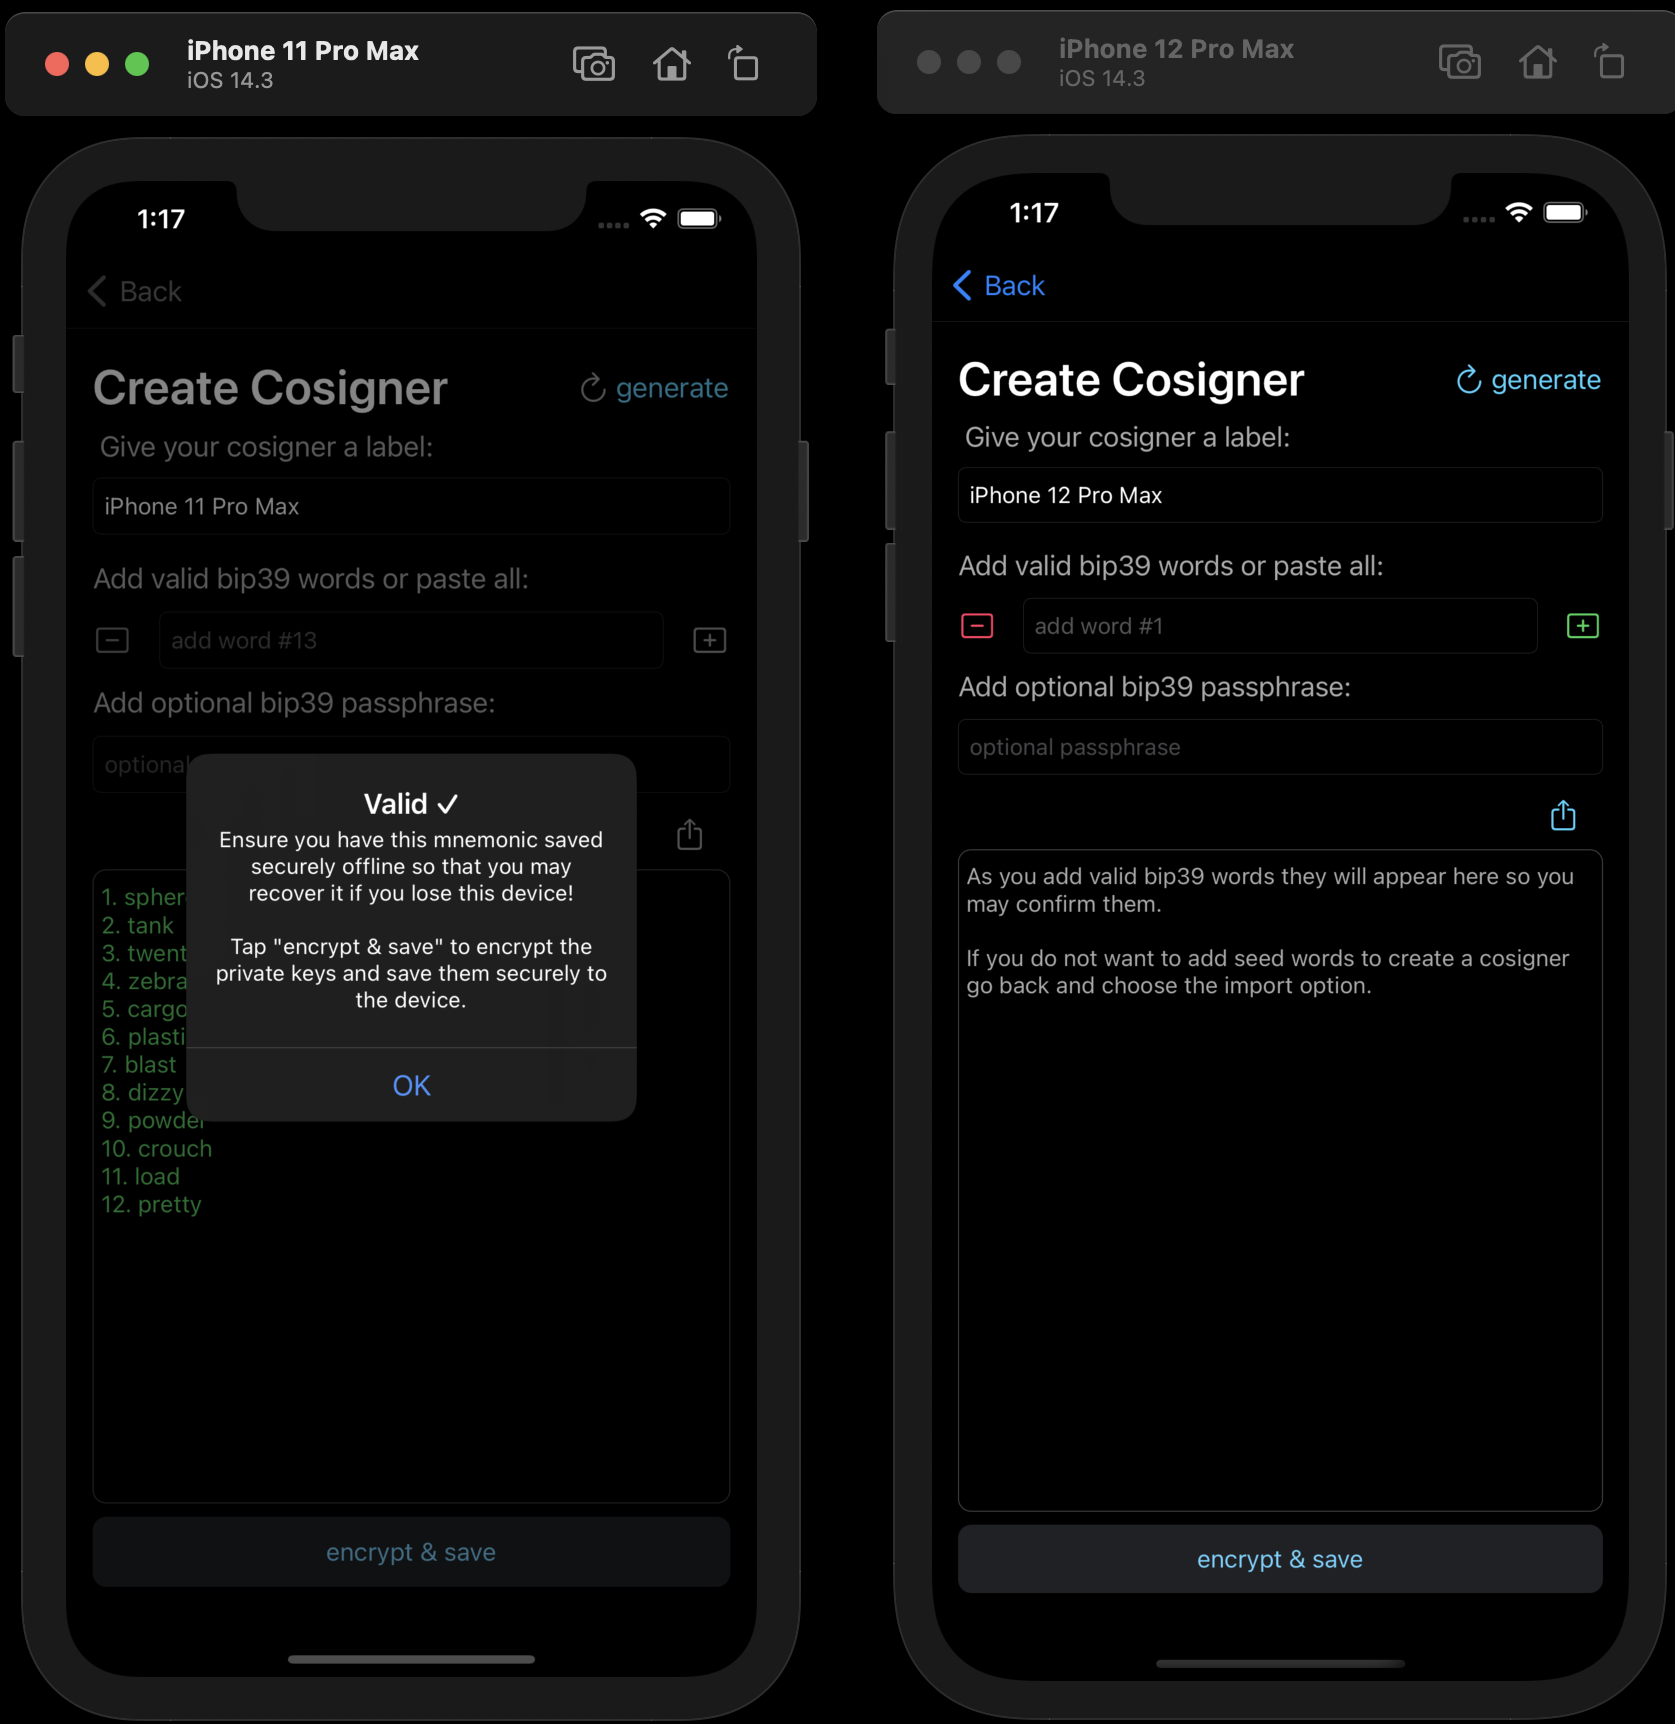 iPhone 11 Pro Max
iOS 14.3
1:17
Back
Create Cosigner
generate
Give your cosigner a label:
iPhone 11 Pro Max
Add valid bip39 words or paste all:
add word #13
Add optional bip39 passphrase:
optional
Valid ✓
Ensure you have this mnemonic saved
securely offline so that you may
recover it if you lose this device!
Tap "encrypt & save" to encrypt the
private keys and save them securely to
the device.
OK
1. spher
2. tank
3. twent
4. zebra
5. cargo
6. plasti
7. blast
8. dizzy
9. powder
10. crouch
11. load
12. pretty
encrypt & save
iPhone 12 Pro Max
iOS 14.3
1:17
Back
Create Cosigner
generate
Give your cosigner a label:
iPhone 12 Pro Max
Add valid bip39 words or paste all:
add word #1
Add optional bip39 passphrase:
optional passphrase
As you add valid bip39 words they will appear here so you
may confirm them.
If you do not want to add seed words to create a cosigner
go back and choose the import option.
encrypt & save